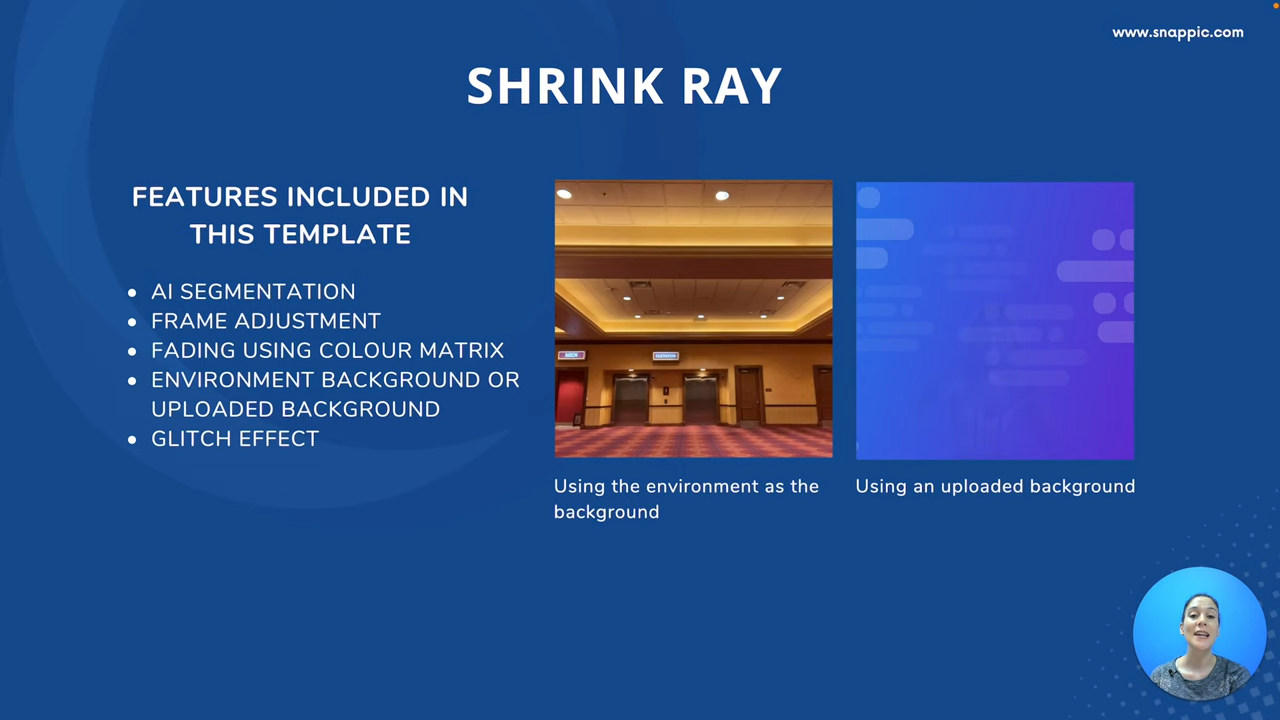 www.snappic.com
SHRINK RAY
FEATURES INCLUDED IN
THIS TEMPLATE
AI SEGMENTATION
FRAME ADJUSTMENT
FADING USING COLOUR MATRIX
ENVIRONMENT BACKGROUND OR
UPLOADED BACKGROUND
GLITCH EFFECT
Using the environment as the
background
Using an uploaded background